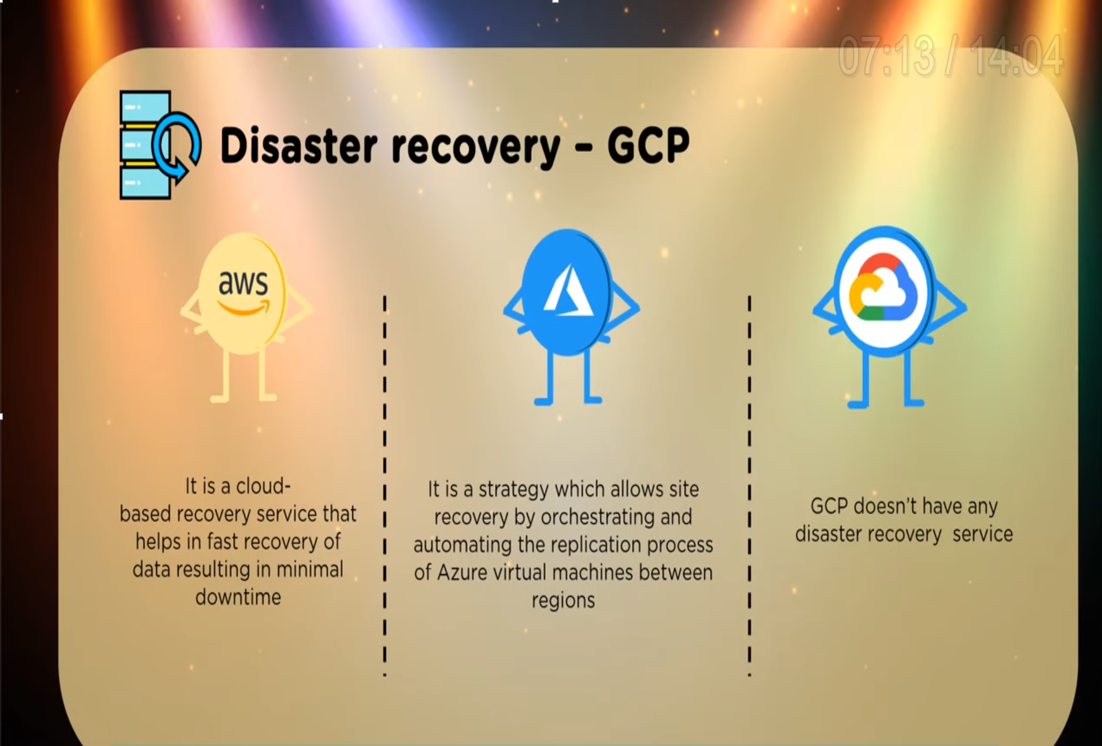 07:13 / 14:04
Disaster recovery – GCP
aws
It is a cloud-
based recovery service that
helps in fast recovery of
data resulting in minimal
downtime
It is a strategy which allows site
recovery by orchestrating and
automating the replication process
of Azure virtual machines between
regions
GCP doesn't have any
disaster recovery service